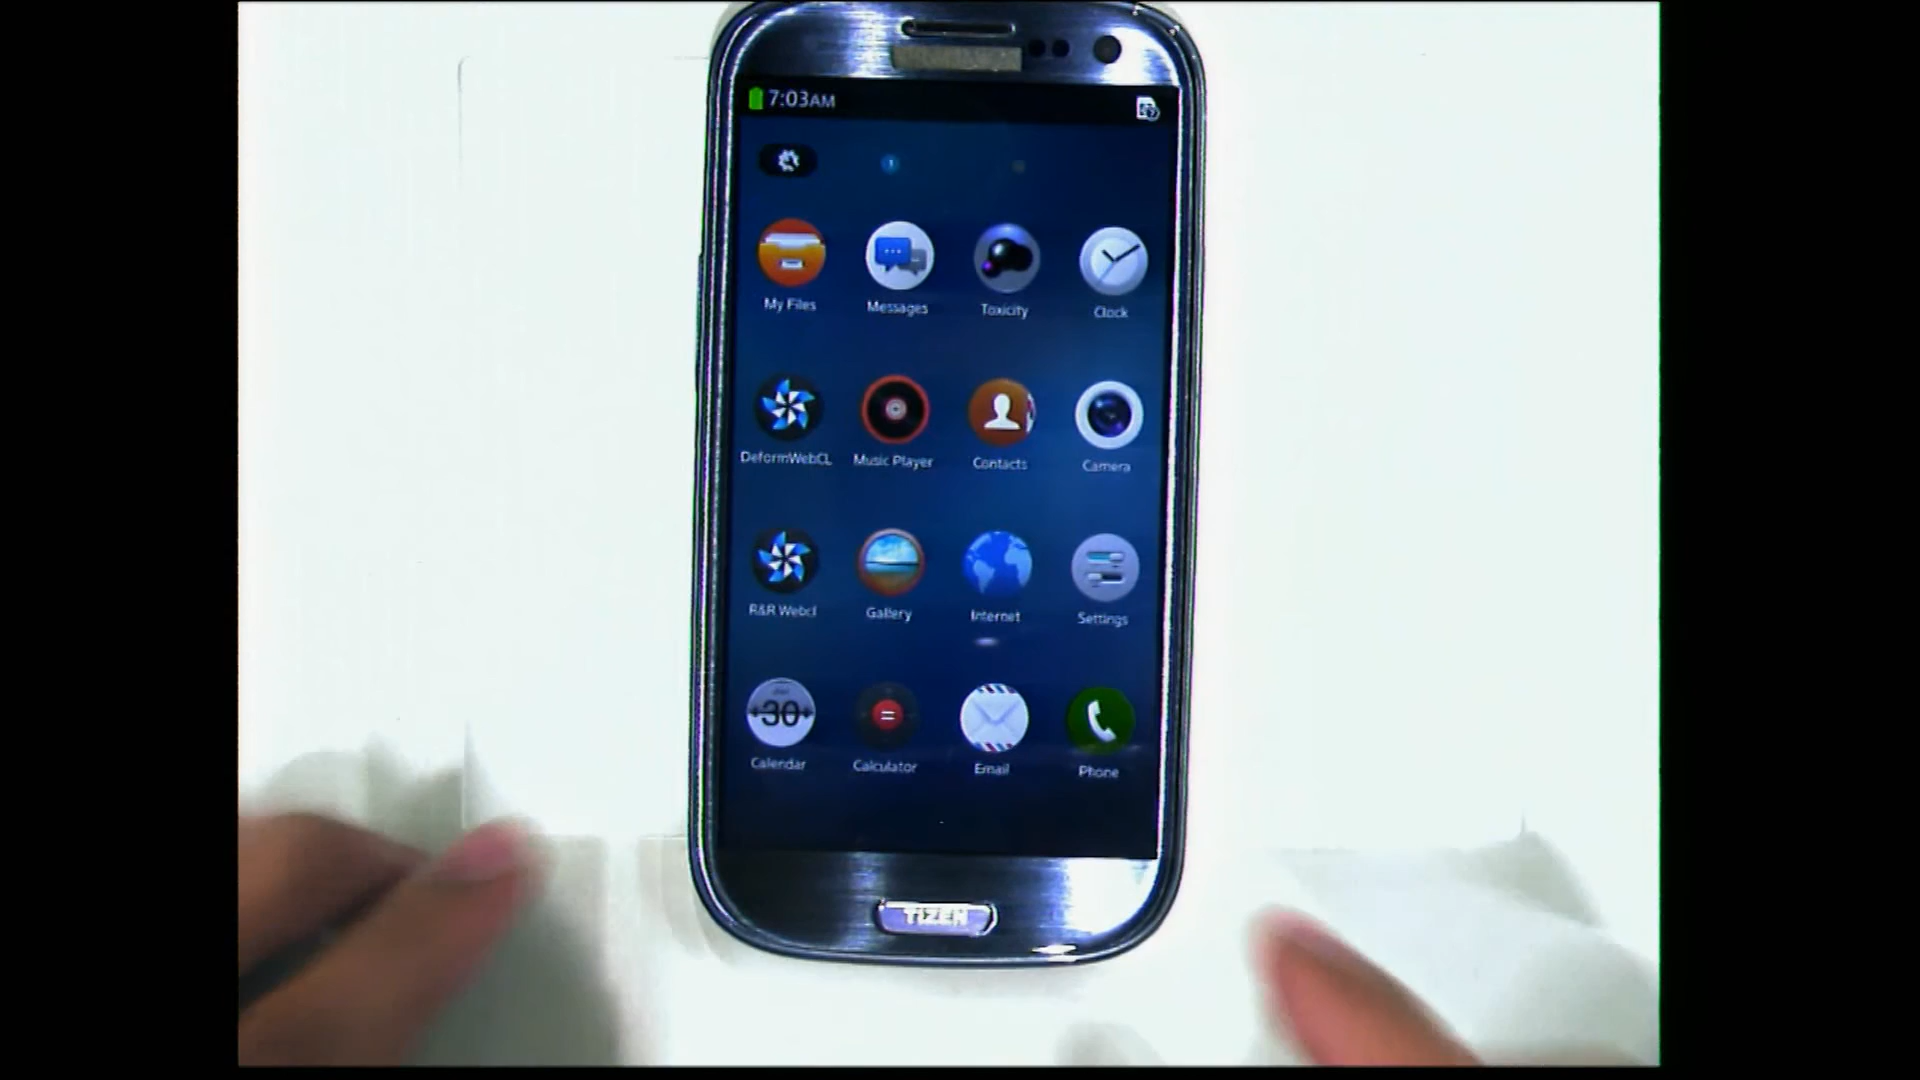 7:03AM
1
My Files
Messages
Toxicity
Clock
DeformWebCL
Music Player
Contacts
Camera
R&R Webcl
Gallery
Internet
Settings
30
Calendar
Calculator
Email
Phone
TIZEN